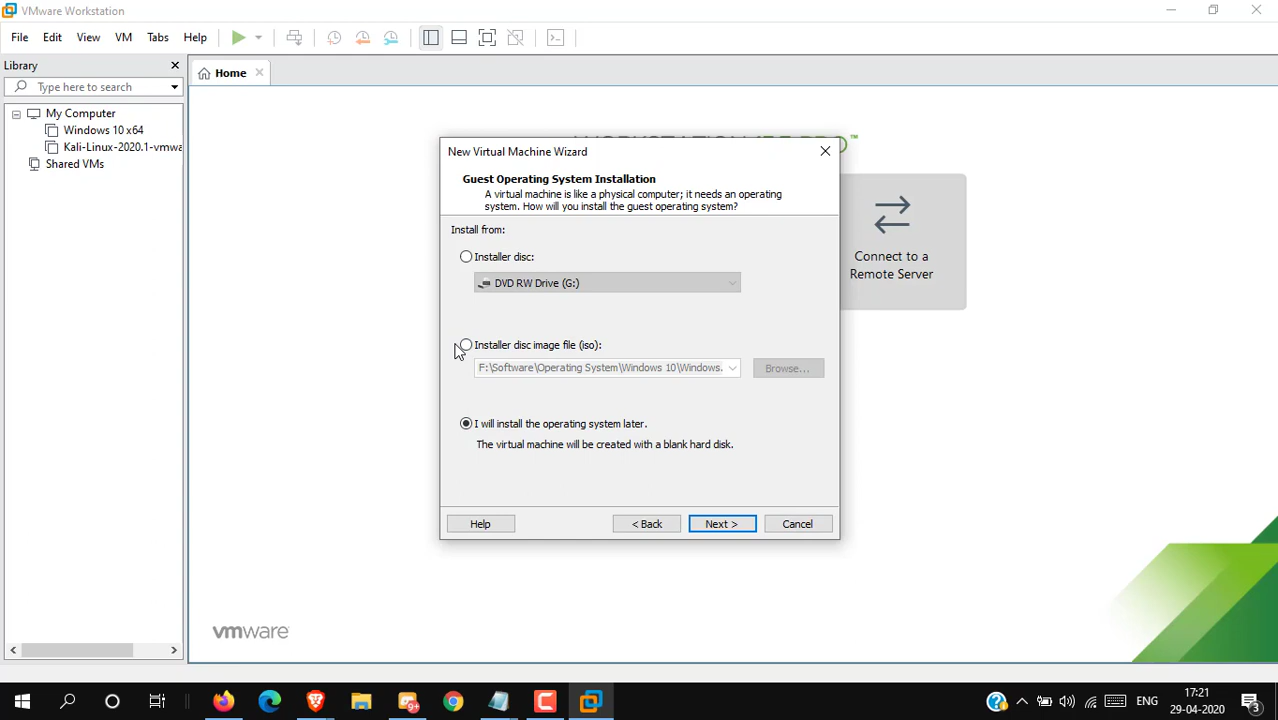 VMware Workstation
File Edit View VM Tabs Help
Library
Type here to search
My Computer
Windows 10 x64
Kali-Linux-2020.1-vmwa
Shared VMs
Home
PRO™
Connect to a
Remote Server
New Virtual Machine Wizard
Guest Operating System Installation
A virtual machine is like a physical computer; it needs an operating
system. How will you install the guest operating system?
Install from:
Installer disc:
DVD RW Drive (G:)
Installer disc image file (iso):
F:\Software\Operating System\Windows 10\Windows.
Browse...
I will install the operating system later.
The virtual machine will be created with a blank hard disk.
Help < Back Next > Cancel
vmware
9+
ENG
17:21
29-04-2020
3